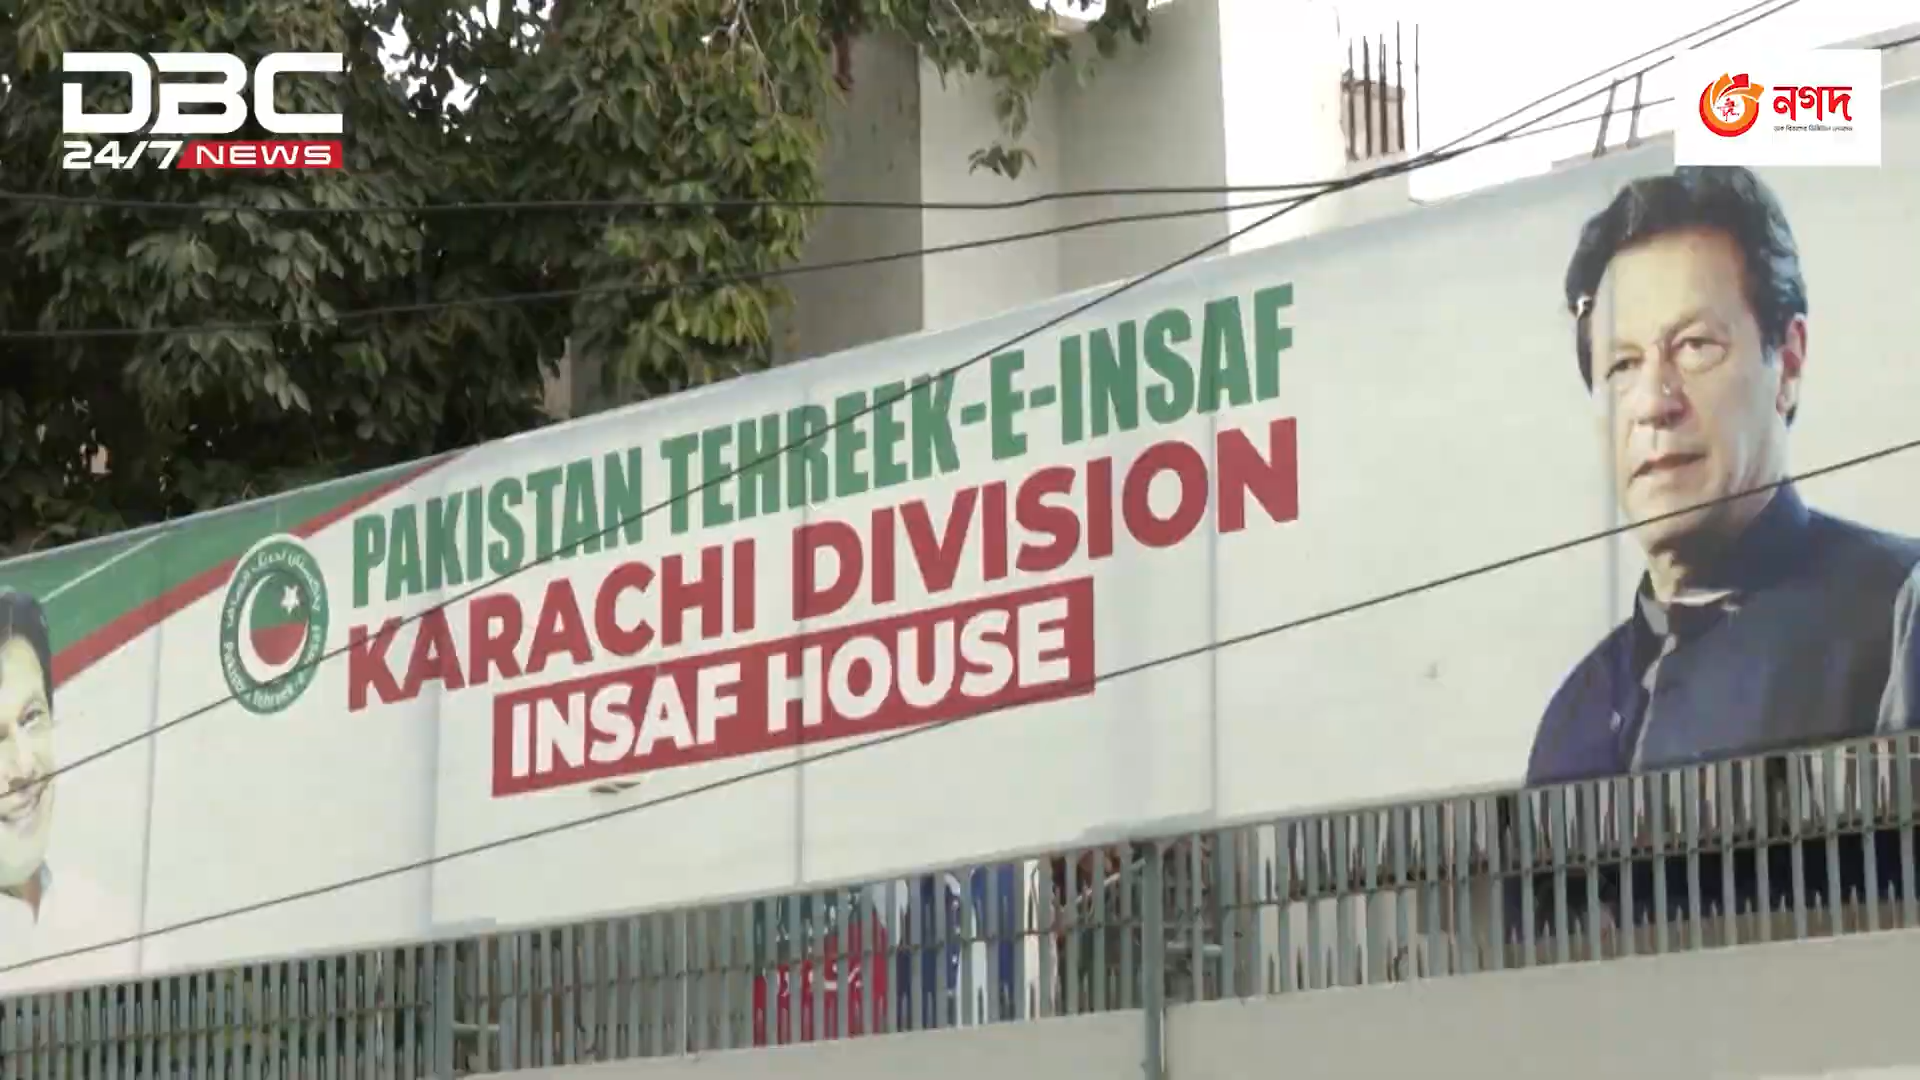 DBC
24/7 NEWS
নগদ
PAKISTAN TEHREEK-E-INSAF
KARACHI DIVISION
INSAF HOUSE